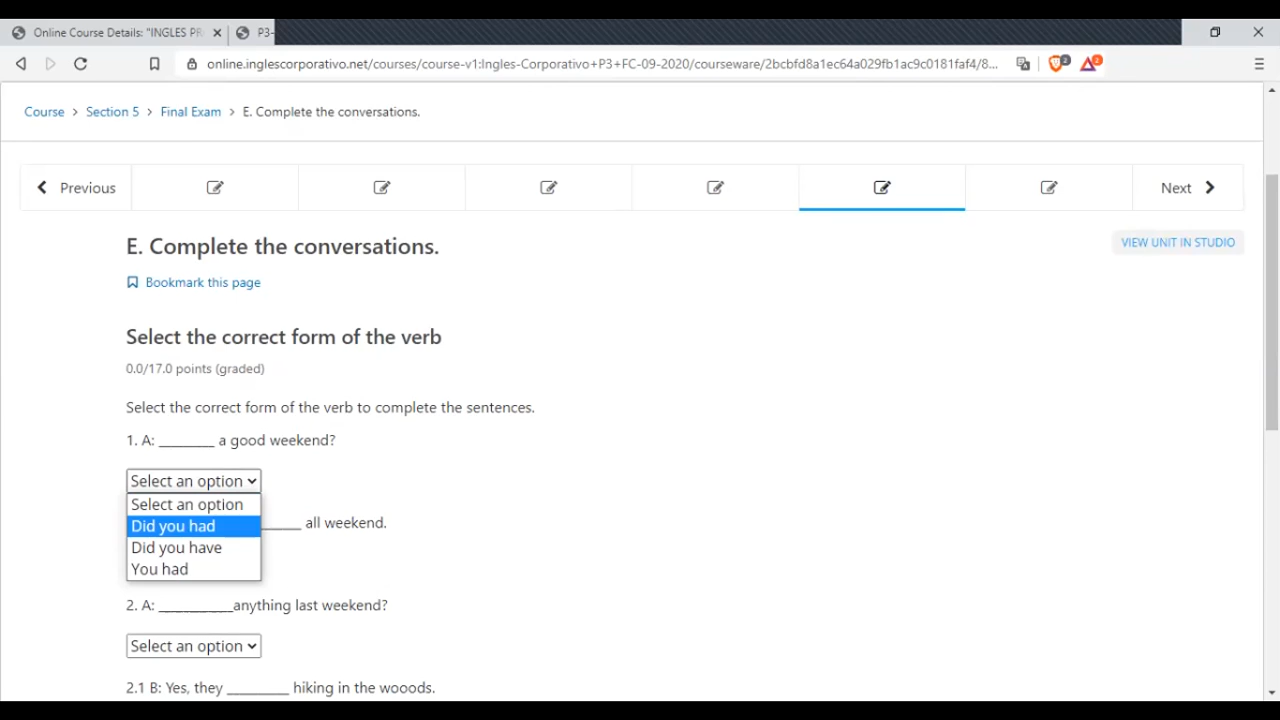 Online Course Details: "INGLES PR
P3-
online.inglescorporativo.net/courses/course-v1:Ingles-Corporativo+P3+FC-09-2020/courseware/2bcbfd8a1ec64a029fb1ac9c0181faf4/8...
2
2
Course > Section 5 > Final Exam > E. Complete the conversations.
Previous
Next
E. Complete the conversations.
VIEW UNIT IN STUDIO
Bookmark this page
Select the correct form of the verb
0.0/17.0 points (graded)
Select the correct form of the verb to complete the sentences.
1. A: ________ a good weekend?
Select an option
Select an option
Did you had
______ all weekend.
Did you have
You had
2. A: ___________anything last weekend?
Select an option
2.1 B: Yes, they _________ hiking in the wooods.